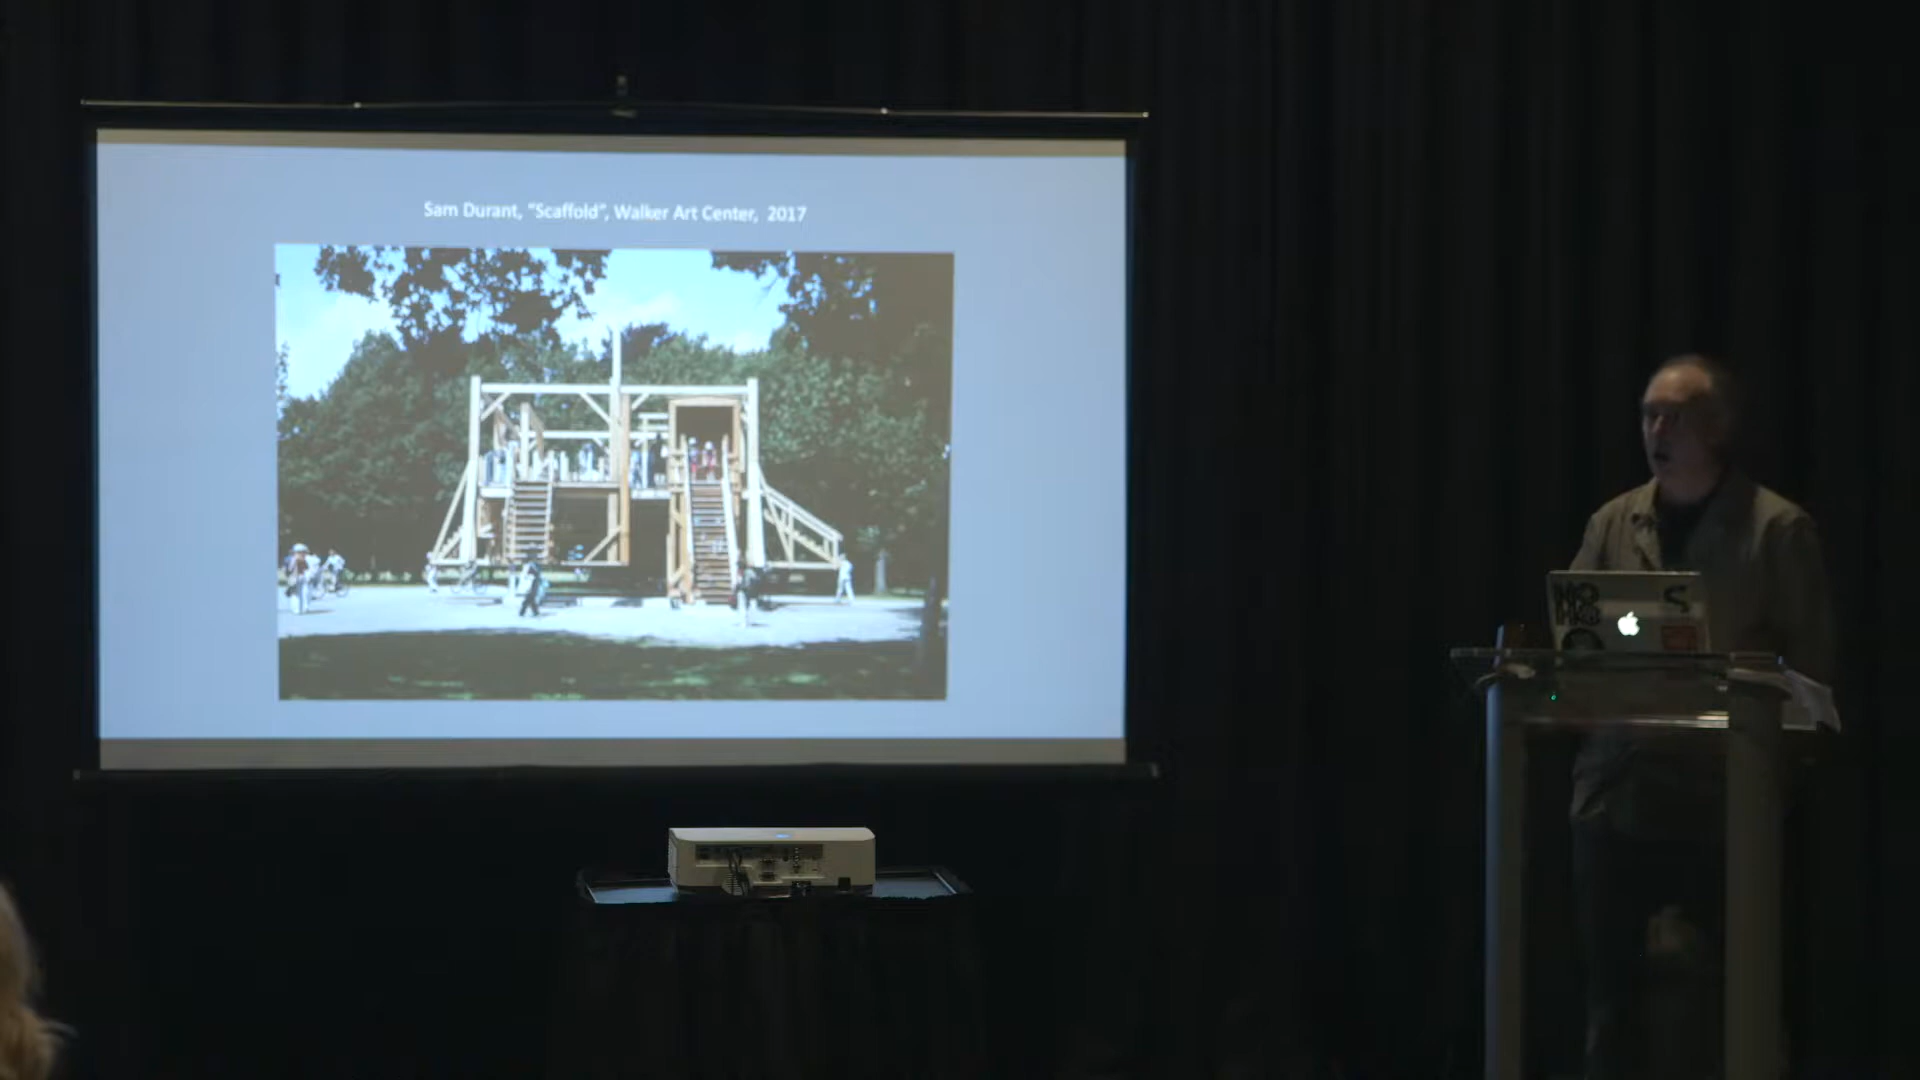 Sam Durant, “Scaffold”, Walker Art Center, 2017